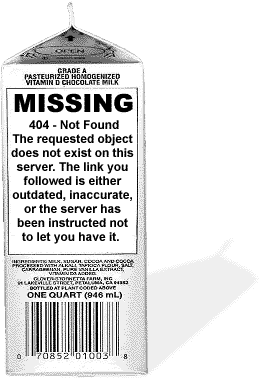 OPEN
GRADE A
PASTEURIZED HOMOGENIZED
VITAMIN D CHOCOLATE MILK
MISSING
404 - Not Found
The requested object
does not exist on this
server. The link you
followed is either
outdated, inaccurate,
or the server has
been instructed not
to let you have it.
INGREDIENTS: MILK, SUGAR, COCOA AND COCOA
PROCESSED WITH ALKALI, TAPIOCA FLOUR, SALT,
CARRAGEENAN, PURE VANILLA EXTRACT,
VITAMIN D3 ADDED.
CLOVER-STORNETTA FARM, INC.
91 LAKEVILLE STREET, PETALUMA, CA 94952
BOTTLED AT PLANT CODED ABOVE
ONE QUART (946 mL)
0 70852 01003 8